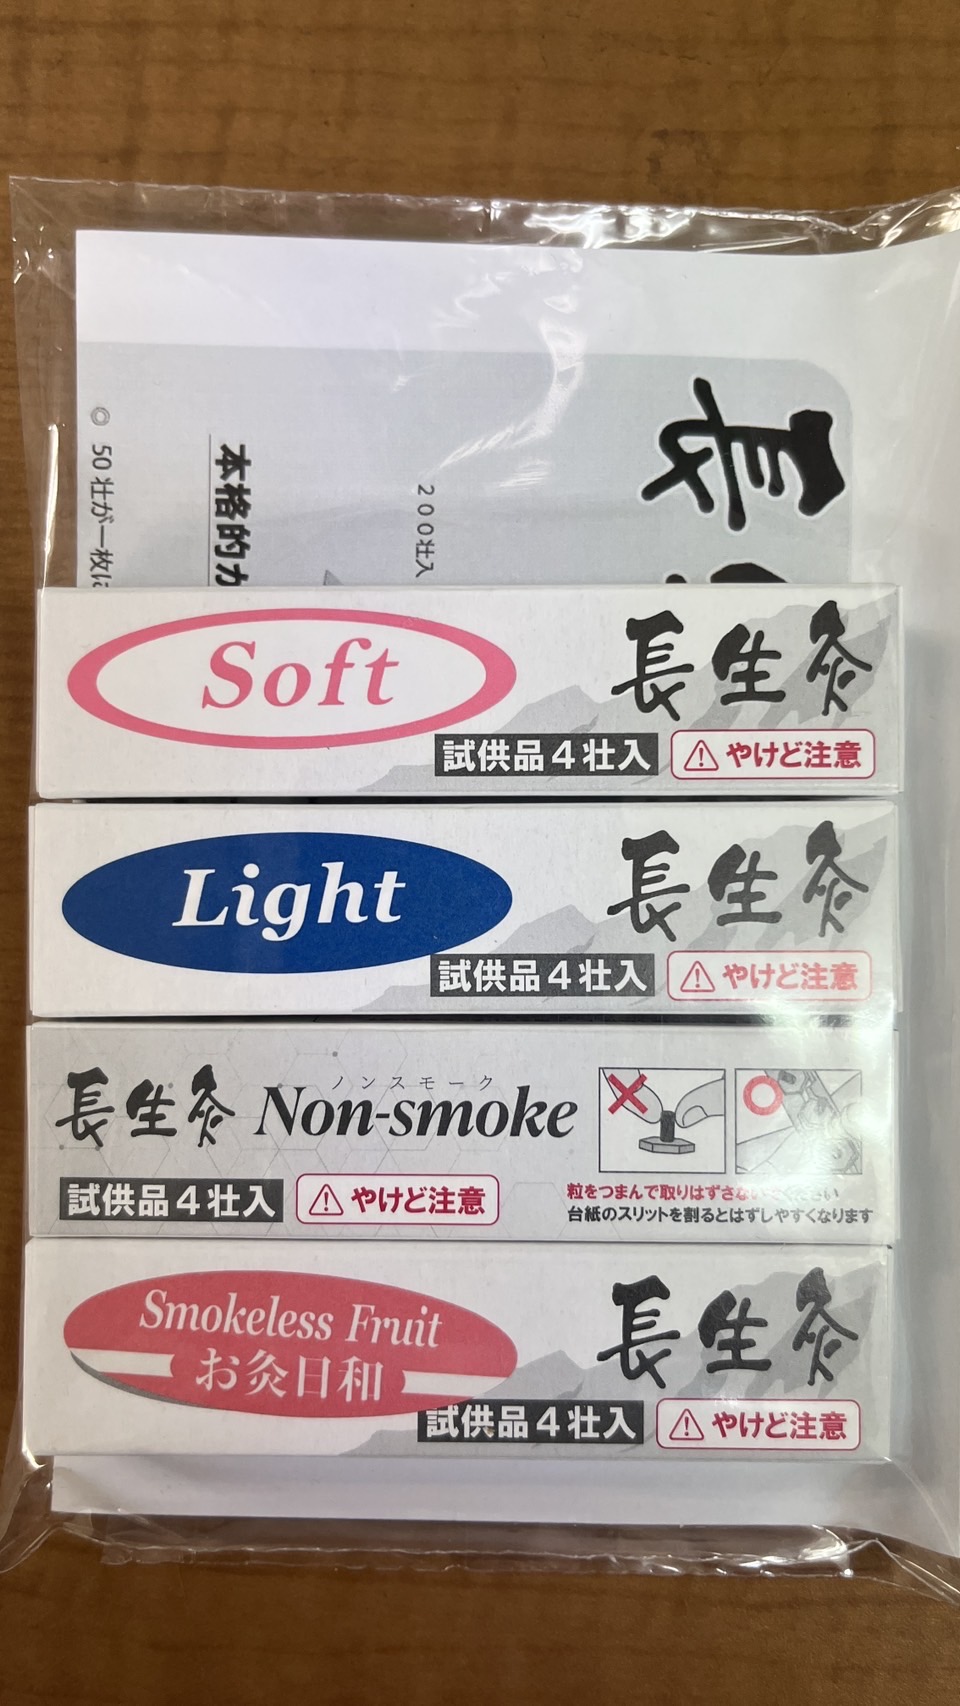 長
200壮入
本格的
◎ 50壮が一枚に
Soft
長生灸
試供品4壮入
やけど注意
Light
長生灸
試供品4壮入
やけど注意
長生灸
ノンスモーク
Non-smoke
試供品4壮入
やけど注意
粒をつまんで取りはずさないでください
台紙のスリットを割るとはずしやすくなります
Smokeless Fruit
お灸日和
長生灸
試供品4壮入
やけど注意